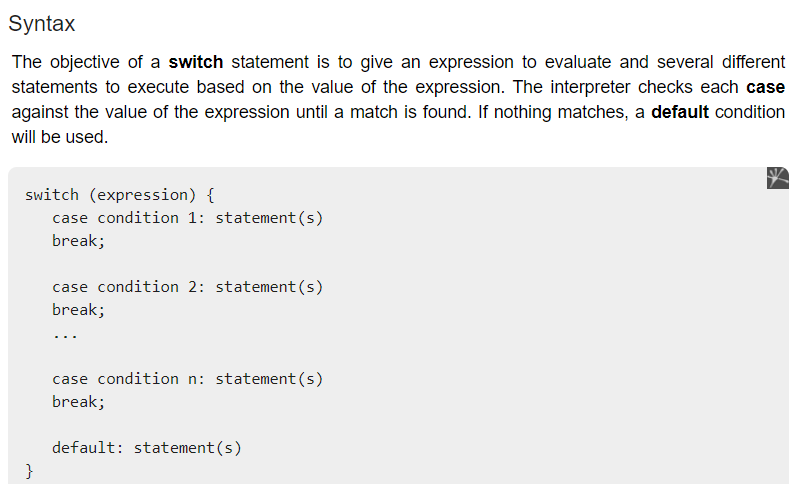 Syntax
The objective of a switch statement is to give an expression to evaluate and several different
statements to execute based on the value of the expression. The interpreter checks each case
against the value of the expression until a match is found. If nothing matches, a default condition
will be used.
switch (expression) {
   case condition 1: statement(s)
   break;

   case condition 2: statement(s)
   break;
   ...

   case condition n: statement(s)
   break;

   default: statement(s)
}